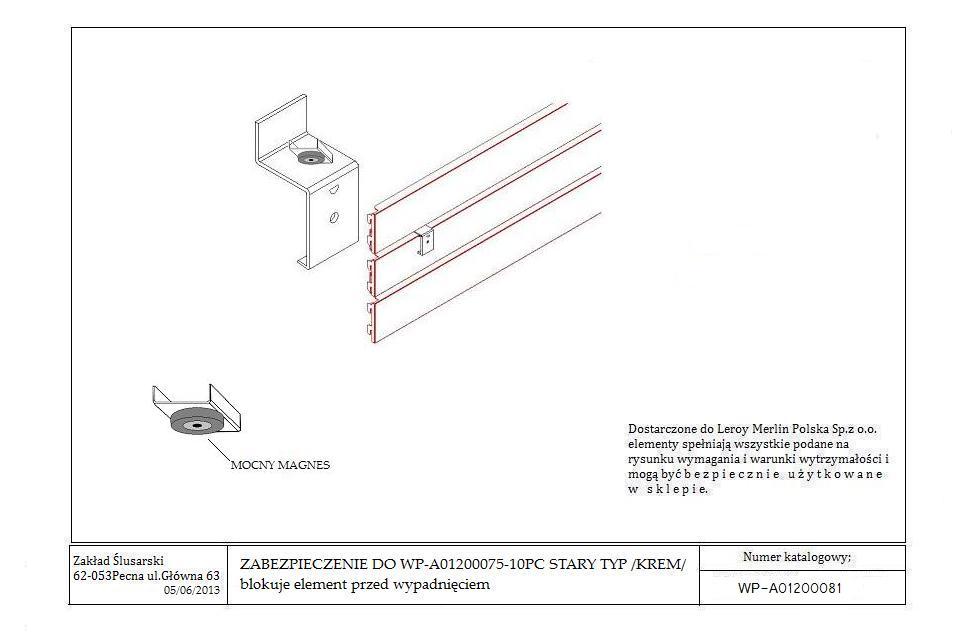 MOCNY MAGNES
Dostarczone do Leroy Merlin Polska Sp.z o.o.
elementy spełniają wszystkie podane na
rysunku wymagania i warunki wytrzymałości i
mogą być bezpiecznie użytkowane
w sklepie.
Zakład Ślusarski
62-053Pecna ul.Główna 63
05/06/2013
ZABEZPIECZENIE DO WP-A01200075-10PC STARY TYP /KREM/
blokuje element przed wypadnięciem
Numer katalogowy;
WP-A01200081